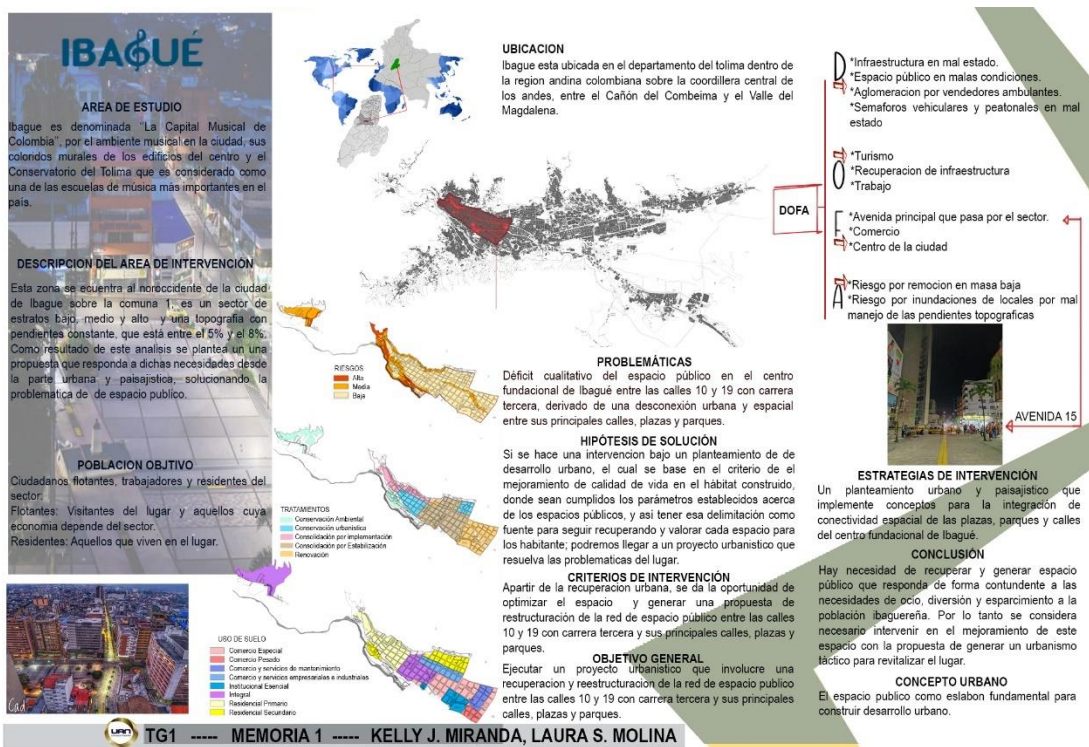 IBAGUÉ
AREA DE ESTUDIO
Ibague es denominada "La Capital Musical de
Colombia", por el ambiente musical en la ciudad, sus
coloridos murales de los edificios del centro y el
Conservatorio del Tolima que es considerado como
una de las escuelas de música más importantes en el
país.
DESCRIPCION DEL AREA DE INTERVENCIÓN
Esta zona se ecuentra al noroccidente de la ciudad
de Ibague sobre la comuna 1, es un sector de
estratos bajo, medio y alto y una topografía con
pendientes constante, que está entre el 5% y el 8%.
Como resultado de este analisis se plantea un una
propuesta que responda a dichas necesidades desde
la parte urbana y paisajistica, solucionando la
problematica de de espacio publico.
POBLACION OBJTIVO
Ciudadanos flotantes, trabajadores y residentes del
sector.
Flotantes: Visitantes del lugar y aquellos cuya
economia depende del sector.
Residentes: Aquellos que viven en el lugar.
RIESGOS
Alta
Media
Baja
TRATAMIENTOS
Conservación Ambiental
Conservación urbanística
Consolidación por implementación
Consolidación por Estabilización
Renovación
USO DE SUELO
Comercio Especial
Comercio Pesado
Comercio y servicios de mantenimiento
Comercio y servicios empresariales e industriales
Institucional Esencial
Integral
Residencial Primario
Residencial Secundario
UBICACION
Ibague esta ubicada en el departamento del tolima dentro de
la region andina colombiana sobre la coordillera central de
los andes, entre el Cañón del Combeima y el Valle del
Magdalena.
PROBLEMÁTICAS
Déficit cualitativo del espacio público en el centro
fundacional de Ibagué entre las calles 10 y 19 con carrera
tercera, derivado de una desconexión urbana y espacial
entre sus principales calles, plazas y parques.
HIPÓTESIS DE SOLUCIÓN
Si se hace una intervencion bajo un planteamiento de de
desarrollo urbano, el cual se base en el criterio de el
mejoramiento de calidad de vida en el hábitat construido,
donde sean cumplidos los parámetros establecidos acerca
de los espacios públicos, y asi tener esa delimitación como
fuente para seguir recuperando y valorar cada espacio para
los habitante; podremos llegar a un proyecto urbanistico que
resuelva las problematicas del lugar.
CRITERIOS DE INTERVENCIÓN
Apartir de la recuperacion urbana, se da la oportunidad de
optimizar el espacio y generar una propuesta de
restructuración de la red de espacio público entre las calles
10 y 19 con carrera tercera y sus principales calles, plazas y
parques.
OBJETIVO GENERAL
Ejecutar un proyecto urbanistico que involucre una
recuperación y reestructuración de la red de espacio publico
entre las calles 10 y 19 con carrera tercera y sus principales
calles, plazas y parques.
DOFA
D
*Infraestructura en mal estado.
*Espacio público en malas condiciones.
*Aglomeracion por vendedores ambulantes.
*Semaforos vehiculares y peatonales en mal
estado
O
*Turismo
*Recuperacion de infraestructura
*Trabajo
F
*Avenida principal que pasa por el sector.
*Comercio
*Centro de la ciudad
A
*Riesgo por remocion en masa baja
*Riesgo por inundaciones de locales por mal
manejo de las pendientes topograficas
AVENIDA 15
ESTRATEGIAS DE INTERVENCIÓN
Un planteamiento urbano y paisajístico que
implemente conceptos para la integración de
conectividad espacial de las plazas, parques y calles
del centro fundacional de Ibagué.
CONCLUSIÓN
Hay necesidad de recuperar y generar espacio
público que responda de forma contundente a las
necesidades de ocio, diversión y esparcimiento a la
población ibaguereña. Por lo tanto se considera
necesario intervenir en el mejoramiento de este
espacio con la propuesta de generar un urbanismo
táctico para revitalizar el lugar.
CONCEPTO URBANO
El espacio publico como eslabon fundamental para
construir desarrollo urbano.
UAN
TG1 ----- MEMORIA 1 ----- KELLY J. MIRANDA, LAURA S. MOLINA